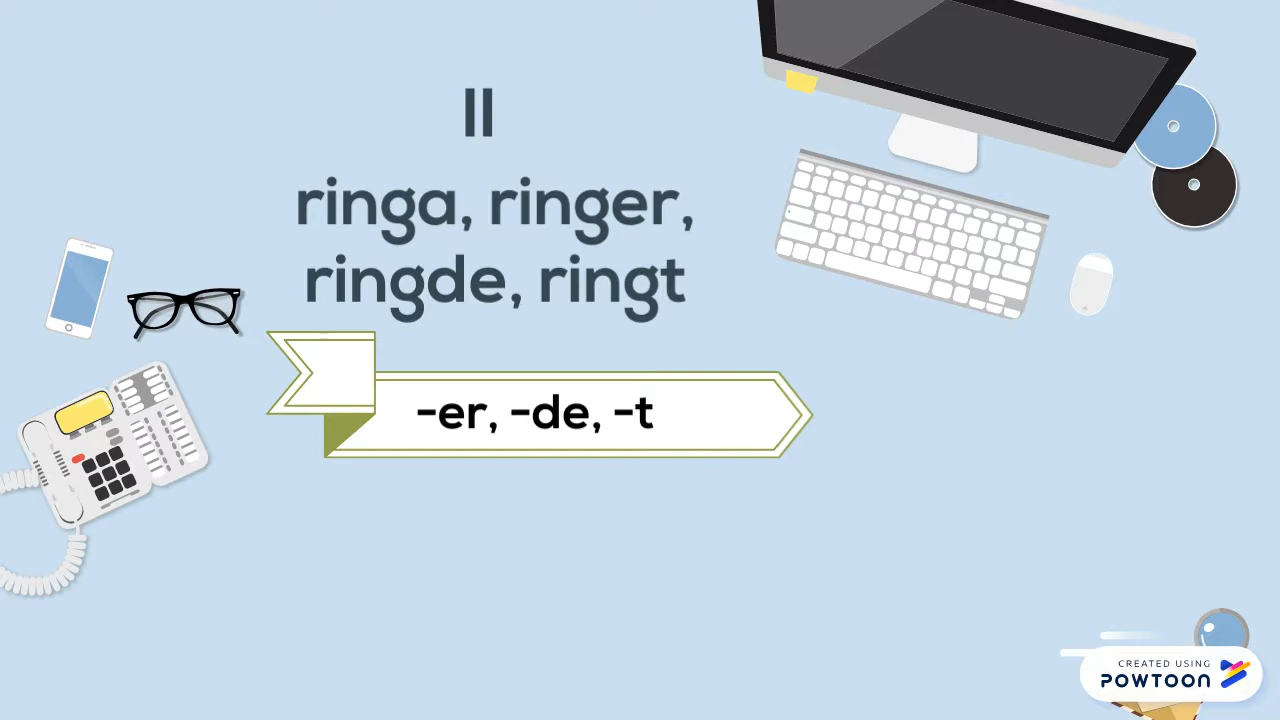 II
ringa, ringer,
ringde, ringt
-er, -de, -t
CREATED USING
POWTOON